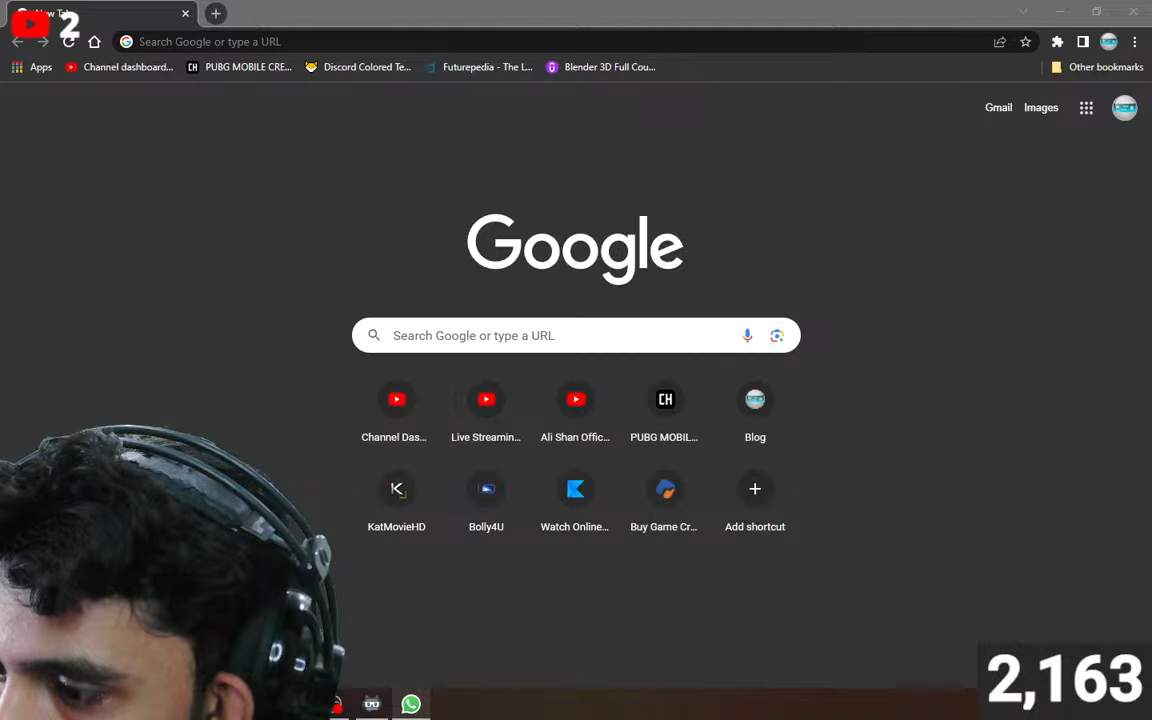 2
Search Google or type a URL
Apps Channel dashboard... PUBG MOBILE CRE... Discord Colored Te... Futurepedia - The L... Blender 3D Full Cou... Other bookmarks
Gmail Images
Google
Search Google or type a URL
CH
Channel Das... Live Streamin... Ali Shan Offic... PUBG MOBIL... Blog
KatMovieHD Bolly4U Watch Online... Buy Game Cr... Add shortcut
2,163